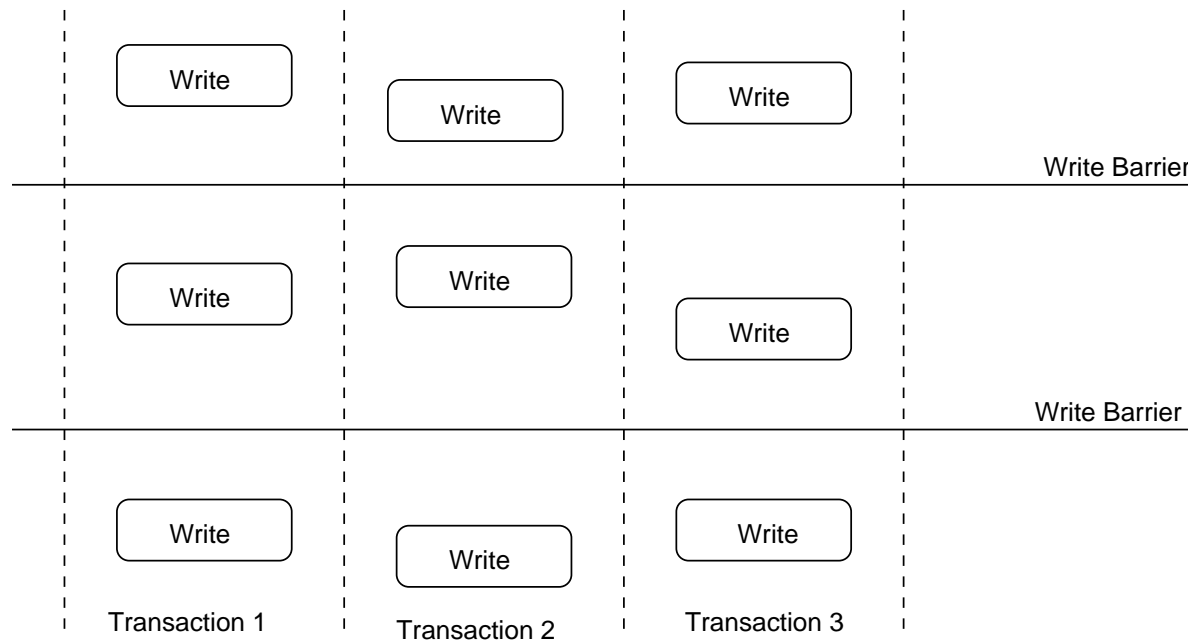 Write
Write
Write
Write Barrier
Write
Write
Write
Write Barrier
Write
Write
Write
Transaction 1
Transaction 2
Transaction 3